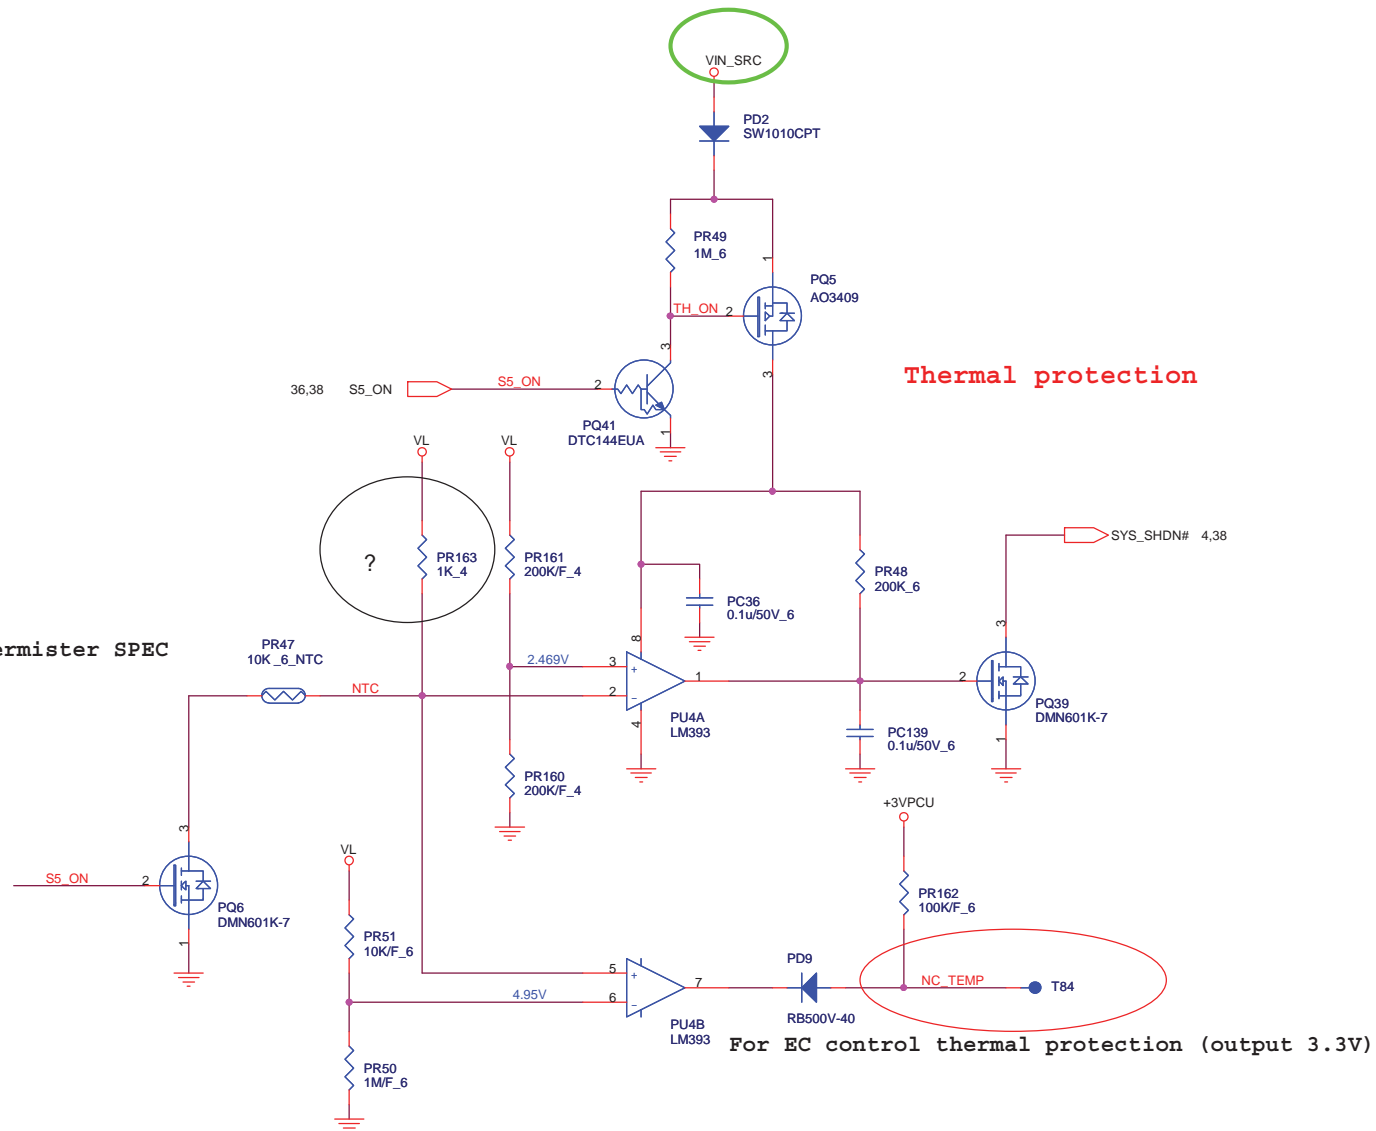 VIN_SRC
PD2
SW1010CPT
PR49
1M_6
1
PQ5
AO3409
TH_ON 2
3
3
Thermal protection
36,38 S5_ON S5_ON 2
PQ41
DTC144EUA
1
VL VL
SYS_SHDN# 4,38
?
PR163
1K_4
PR161
200K/F_4
PR48
200K_6
PC36
0.1u/50V_6
ermister SPEC
PR47
10K_6_NTC
8
3
2.469V 3
+
1
2
NTC 2
-
PU4A
LM393
4
PQ39
DMN601K-7
1
PC139
0.1u/50V_6
PR160
200K/F_4
+3VPCU
3
VL
S5_ON 2
PQ6
DMN601K-7
1
PR162
100K/F_6
PR51
10K/F_6
5
+
7
PD9
NC_TEMP T84
4.95V 6
-
RB500V-40
PU4B
LM393
For EC control thermal protection (output 3.3V)
PR50
1M/F_6